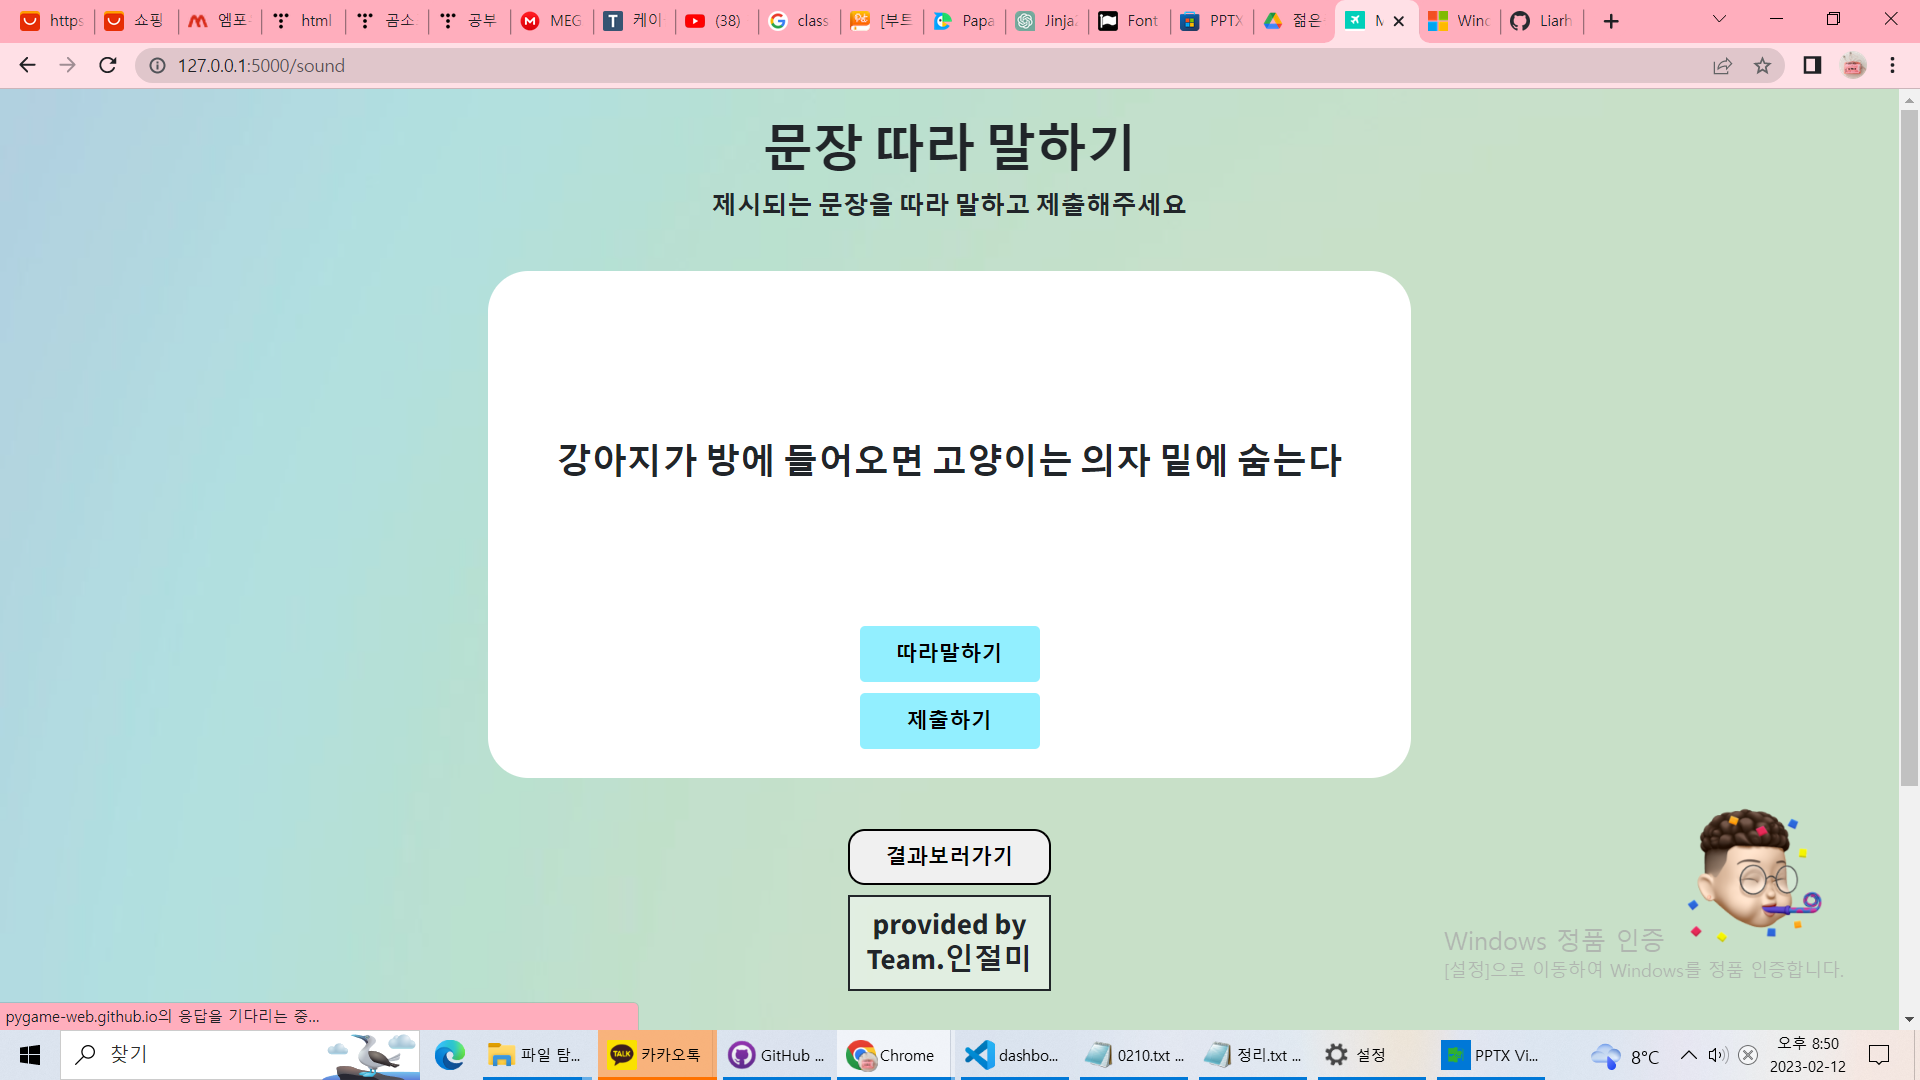 https
쇼핑
엠포
html
곰소
공부
MEG
케이
(38)
class
[부트
Papa
Jinja
Font
PPTX
젊은
Wind
Liarh
127.0.0.1:5000/sound
문장 따라 말하기
제시되는 문장을 따라 말하고 제출해주세요
강아지가 방에 들어오면 고양이는 의자 밑에 숨는다
따라말하기
제출하기
결과보러가기
provided by
Team.인절미
Windows 정품 인증
[설정]으로 이동하여 Windows를 정품 인증합니다.
pygame-web.github.io의 응답을 기다리는 중...
찾기
파일 탐...
TALK
카카오톡
GitHub ...
Chrome
dashbo...
0210.txt ...
정리.txt ...
설정
PPTX Vi...
8°C
오후 8:50
2023-02-12